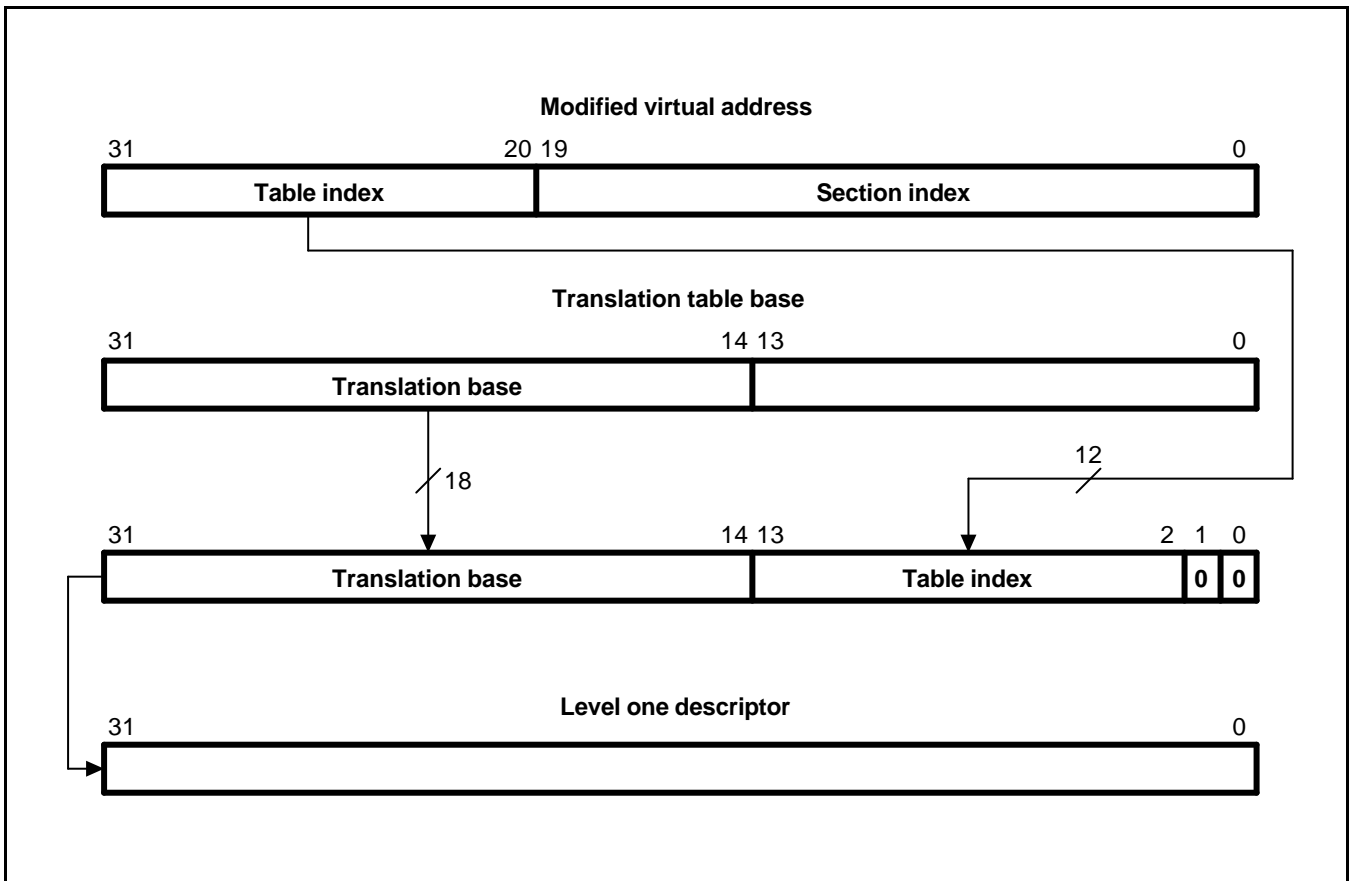 Modified virtual address
31 20 19 0
Table index Section index
Translation table base
31 14 13 0
Translation base
18 12
31 14 13 2 1 0
Translation base Table index 0 0
Level one descriptor
31 0